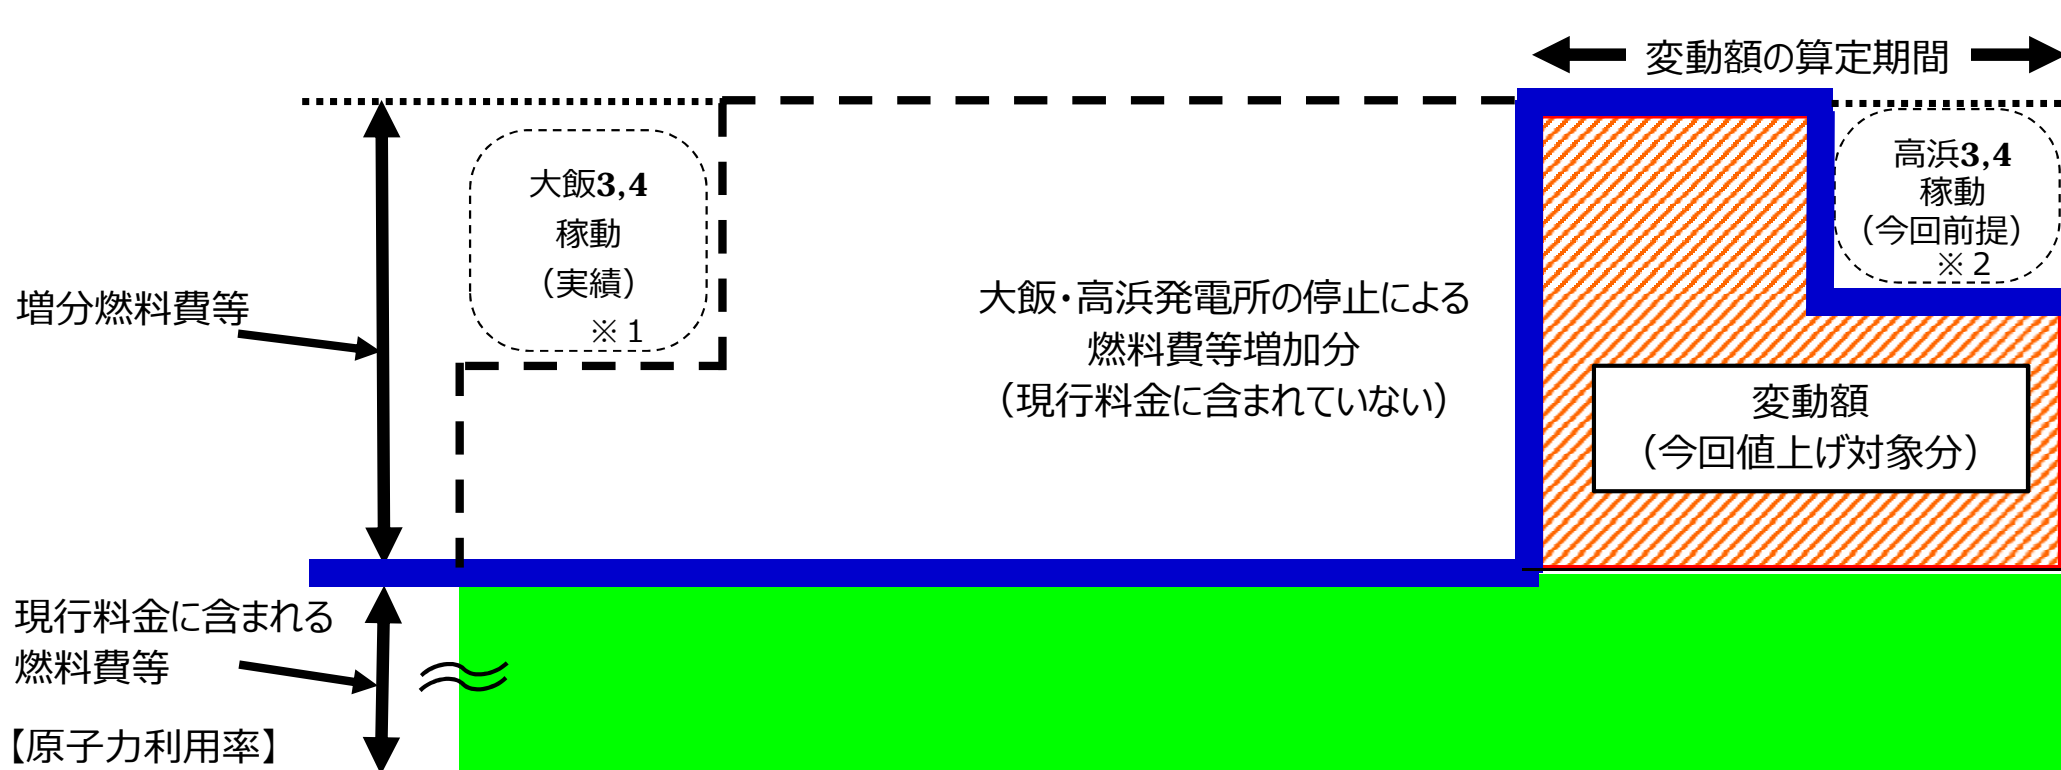 変動額の算定期間
大飯3,4
稼動
（実績）
※１
高浜3,4
稼動
（今回前提）
※２
増分燃料費等
大飯・高浜発電所の停止による
燃料費等増加分
（現行料金に含まれていない）
変動額
（今回値上げ対象分）
現行料金に含まれる
燃料費等
【原子力利用率】